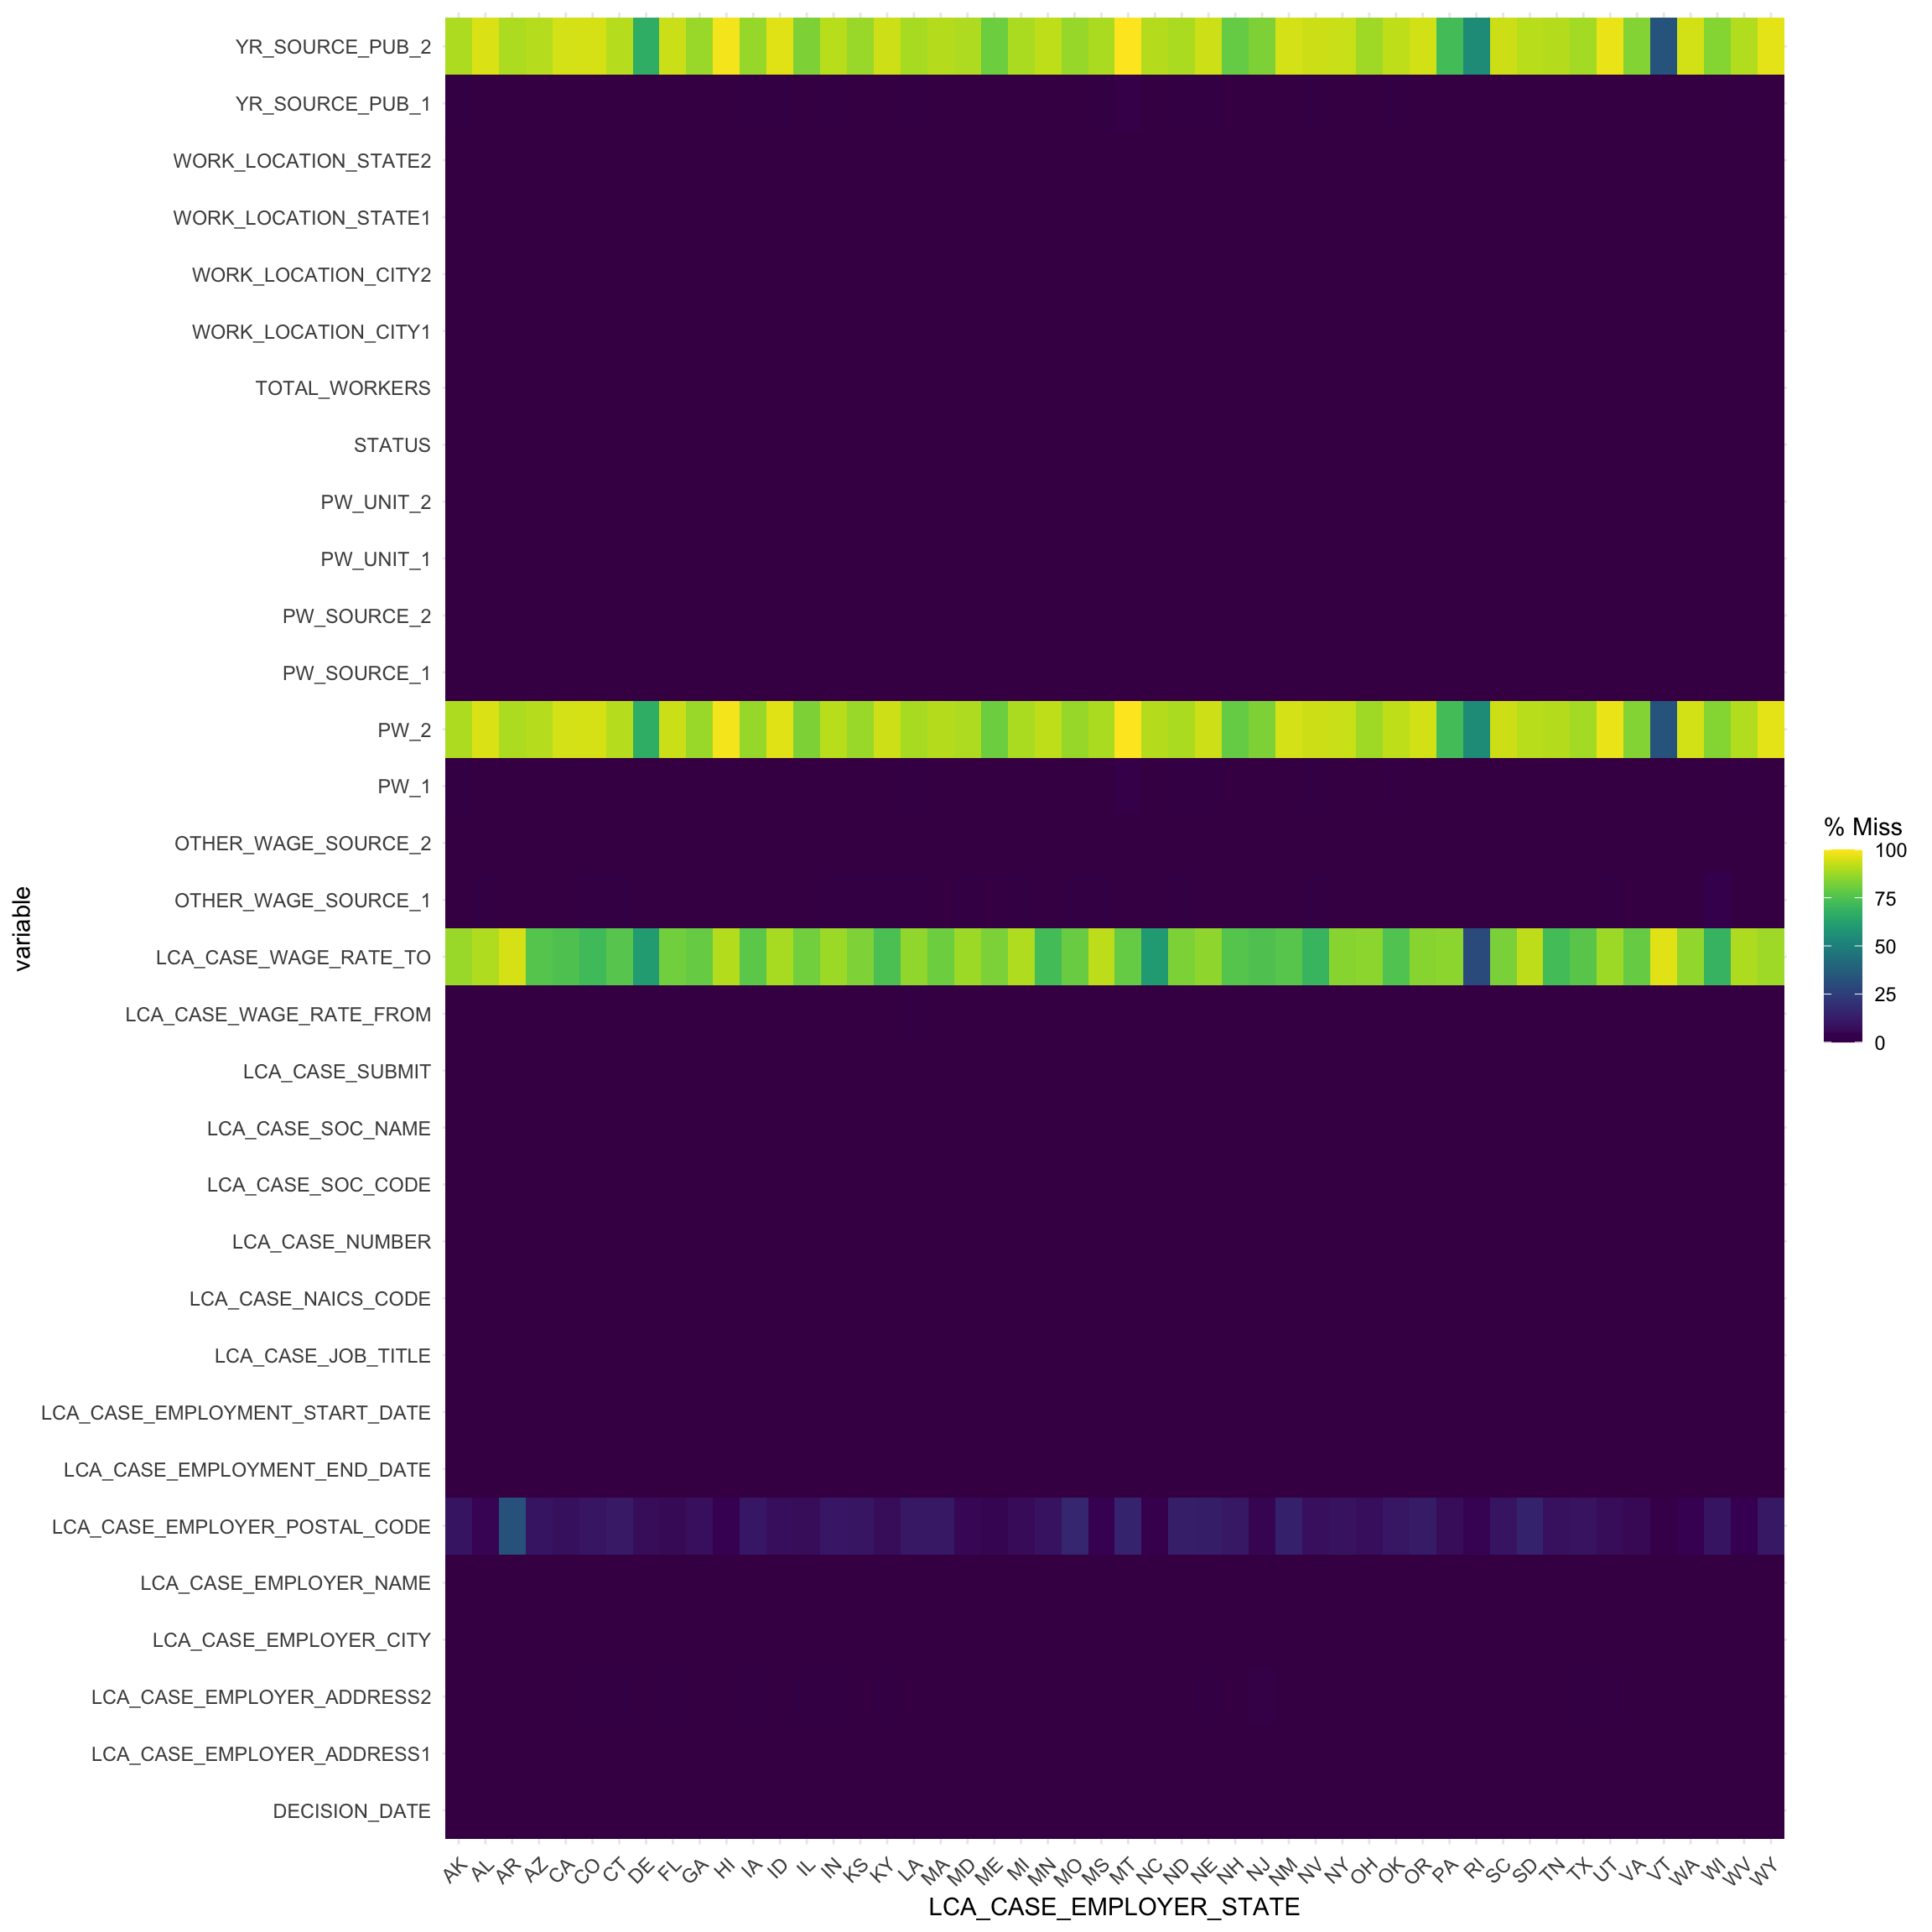 YR_SOURCE_PUB_2
YR_SOURCE_PUB_1
WORK_LOCATION_STATE2
WORK_LOCATION_STATE1
WORK_LOCATION_CITY2
WORK_LOCATION_CITY1
TOTAL_WORKERS
STATUS
PW_UNIT_2
PW_UNIT_1
PW_SOURCE_2
PW_SOURCE_1
PW_2
PW_1
OTHER_WAGE_SOURCE_2
OTHER_WAGE_SOURCE_1
LCA_CASE_WAGE_RATE_TO
LCA_CASE_WAGE_RATE_FROM
LCA_CASE_SUBMIT
LCA_CASE_SOC_NAME
LCA_CASE_SOC_CODE
LCA_CASE_NUMBER
LCA_CASE_NAICS_CODE
LCA_CASE_JOB_TITLE
LCA_CASE_EMPLOYMENT_START_DATE
LCA_CASE_EMPLOYMENT_END_DATE
LCA_CASE_EMPLOYER_POSTAL_CODE
LCA_CASE_EMPLOYER_NAME
LCA_CASE_EMPLOYER_CITY
LCA_CASE_EMPLOYER_ADDRESS2
LCA_CASE_EMPLOYER_ADDRESS1
DECISION_DATE
variable
AK AL AR AZ CA CO CT DE FL GA HI IA ID IL IN KS KY LA MA MD ME MI MN MO MS MT NC ND NE NH NJ NM NV NY OH OK OR PA RI SC SD TN TX UT VA VT WA WI WV WY
LCA_CASE_EMPLOYER_STATE
% Miss
100
75
50
25
0